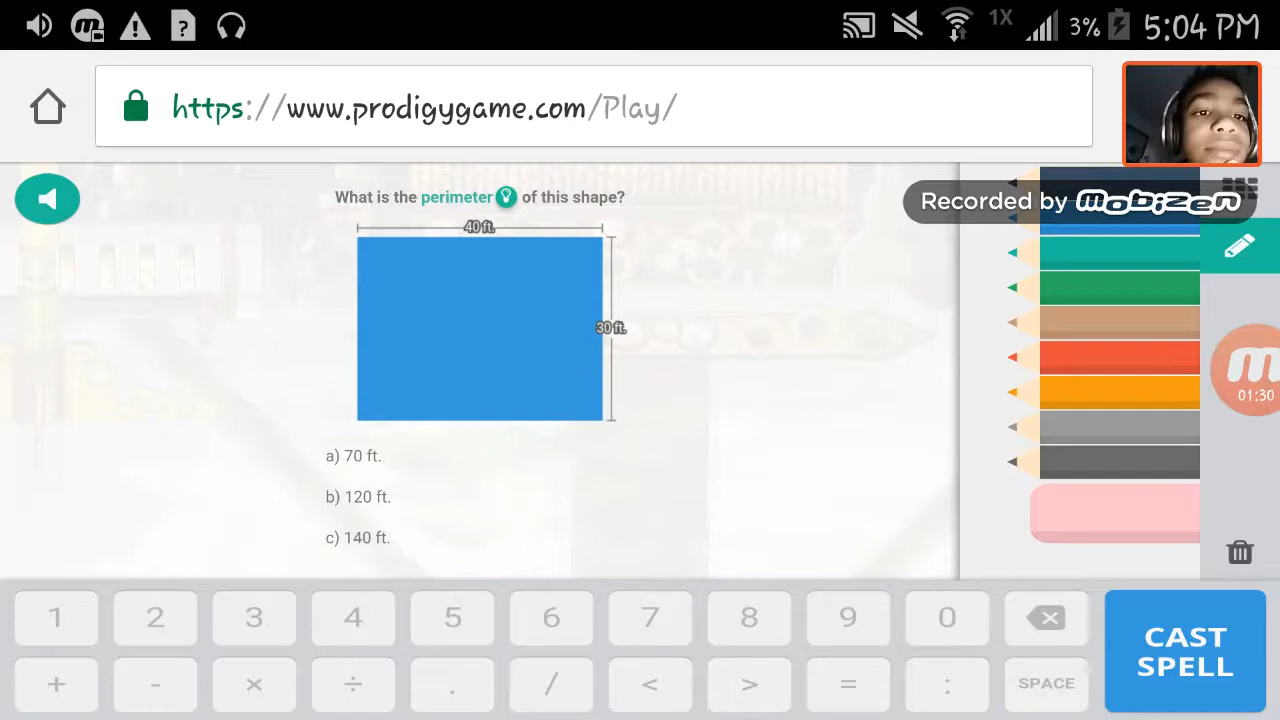 1X 3% 5:04 PM
https://www.prodigygame.com/Play/
What is the perimeter of this shape?
Recorded by mobizen
40 ft.
30 ft.
01:30
a) 70 ft.
b) 120 ft.
c) 140 ft.
1 2 3 4 5 6 7 8 9 0
CAST
SPELL
+ - × ÷ . / < > = : SPACE